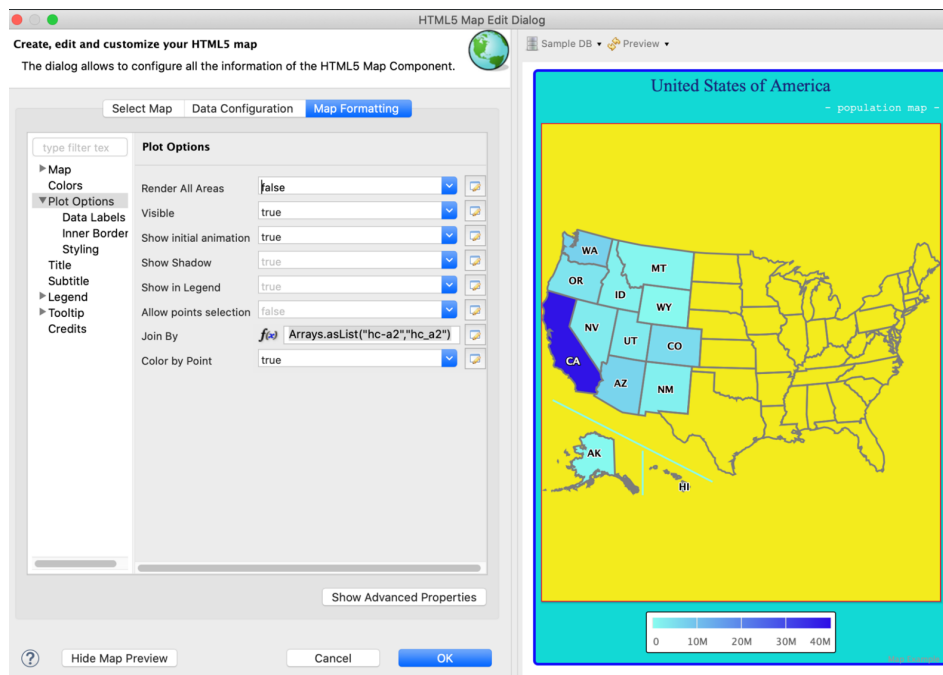 HTML5 Map Edit Dialog
Create, edit and customize your HTML5 map
The dialog allows to configure all the information of the HTML5 Map Component.
Select Map
Data Configuration
Map Formatting
type filter tex
Map
Colors
Plot Options
Data Labels
Inner Border
Styling
Title
Subtitle
Legend
Tooltip
Credits
Plot Options
Render All Areas false
Visible true
Show initial animation true
Show Shadow true
Show in Legend true
Allow points selection false
Join By f(x) Arrays.asList("hc-a2","hc_a2")
Color by Point true
Show Advanced Properties
Hide Map Preview
Cancel
OK
Sample DB
Preview
United States of America
- population map -
WA
MT
OR
ID
WY
NV
UT
CO
CA
AZ
NM
AK
HI
0 10M 20M 30M 40M